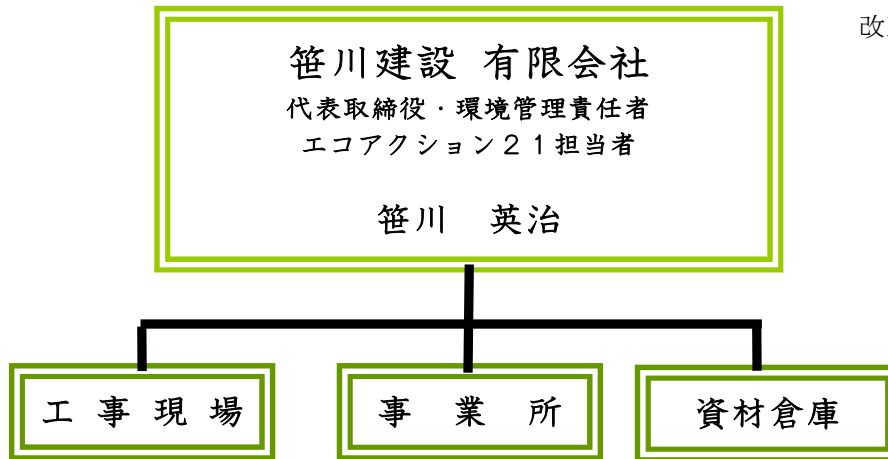 改
笹川建設 有限会社
代表取締役・環境管理責任者
エコアクション２１担当者
笹川　英治
工 事 現 場
事　業　所
資材倉庫